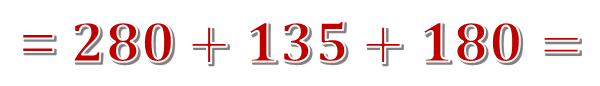 = 280 + 135 + 180 =